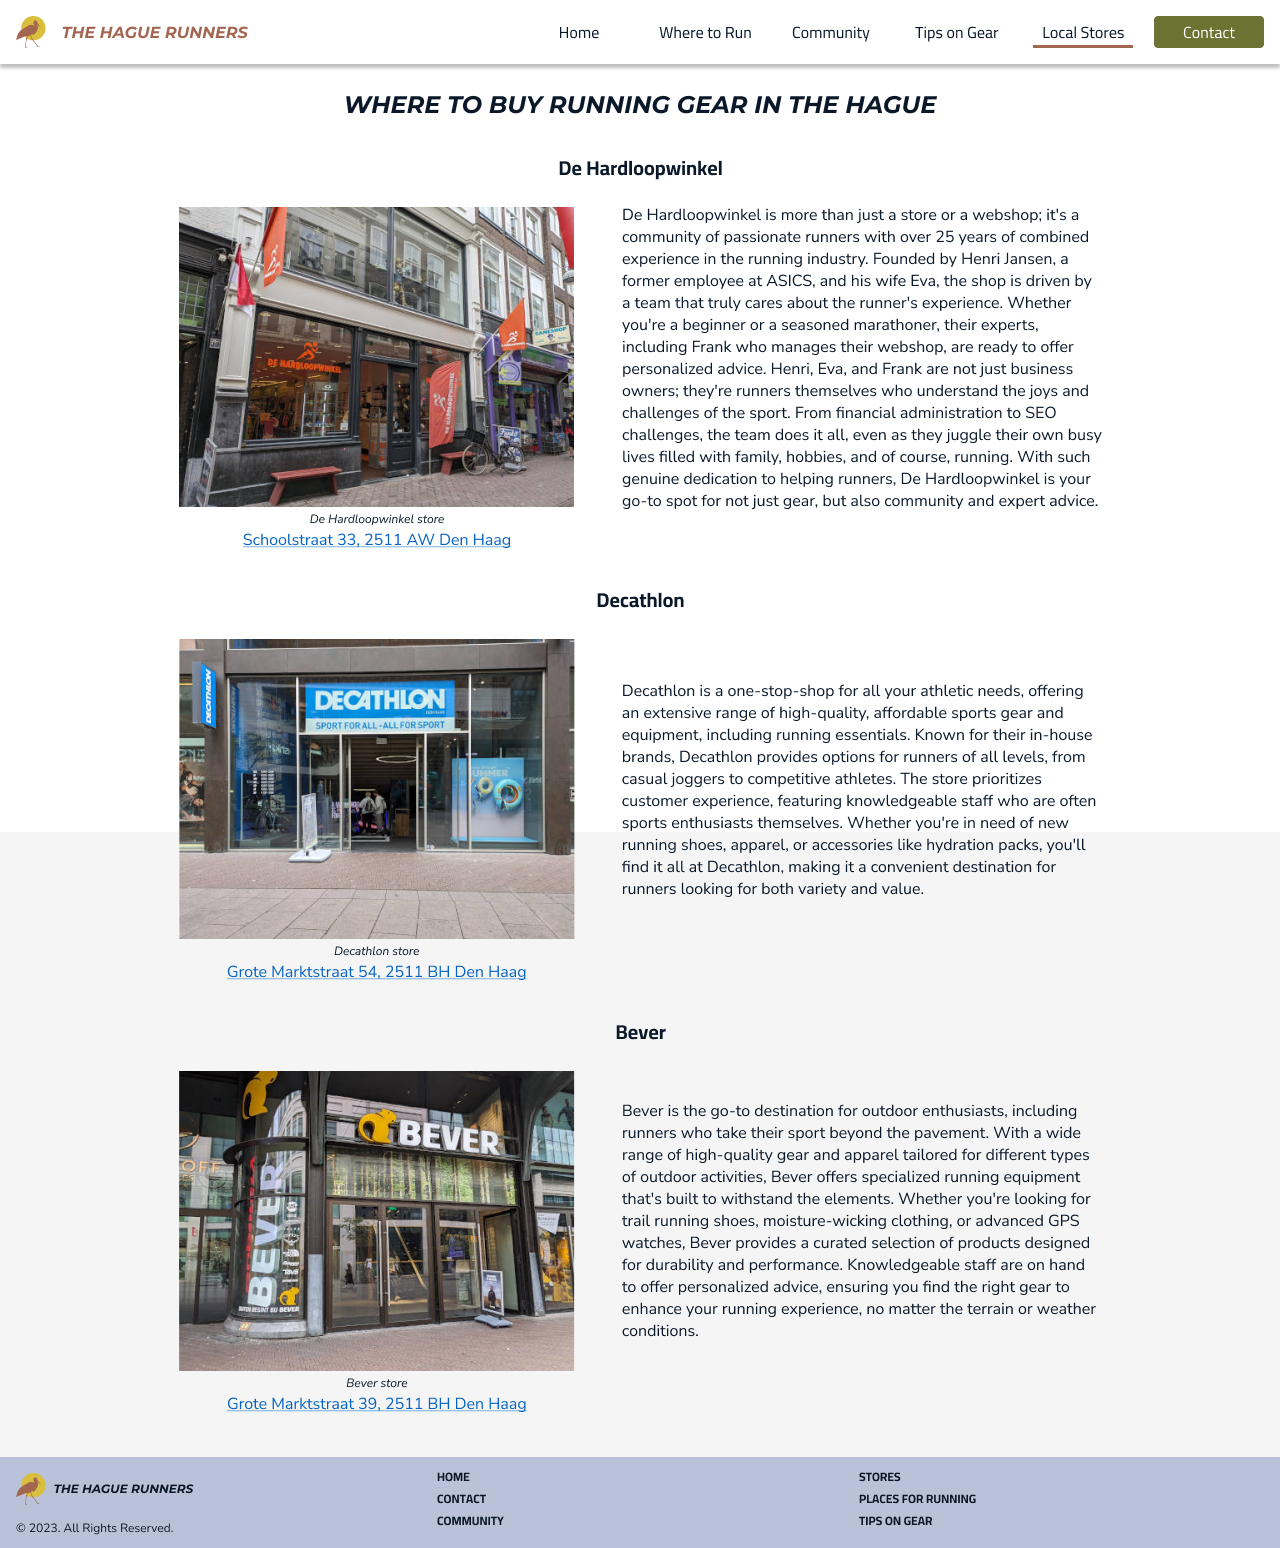 THE HAGUE RUNNERS
Home
Where to Run
Community
Tips on Gear
Local Stores
Contact
WHERE TO BUY RUNNING GEAR IN THE HAGUE
De Hardloopwinkel
DE HARDLOOPWINKEL
DE HARDLOOPWINKEL
GAMESHOP
De Hardloopwinkel is more than just a store or a webshop; it's a
community of passionate runners with over 25 years of combined
experience in the running industry. Founded by Henri Jansen, a
former employee at ASICS, and his wife Eva, the shop is driven by
a team that truly cares about the runner's experience. Whether
you're a beginner or a seasoned marathoner, their experts,
including Frank who manages their webshop, are ready to offer
personalized advice. Henri, Eva, and Frank are not just business
owners; they're runners themselves who understand the joys and
challenges of the sport. From financial administration to SEO
challenges, the team does it all, even as they juggle their own busy
lives filled with family, hobbies, and of course, running. With such
genuine dedication to helping runners, De Hardloopwinkel is your
go-to spot for not just gear, but also community and expert advice.
De Hardloopwinkel store
Schoolstraat 33, 2511 AW Den Haag
Decathlon
DECATHLON
DECATHLON
SPORT FOR ALL - ALL FOR SPORT
Decathlon is a one-stop-shop for all your athletic needs, offering
an extensive range of high-quality, affordable sports gear and
equipment, including running essentials. Known for their in-house
brands, Decathlon provides options for runners of all levels, from
casual joggers to competitive athletes. The store prioritizes
customer experience, featuring knowledgeable staff who are often
sports enthusiasts themselves. Whether you're in need of new
running shoes, apparel, or accessories like hydration packs, you'll
find it all at Decathlon, making it a convenient destination for
runners looking for both variety and value.
Decathlon store
Grote Marktstraat 54, 2511 BH Den Haag
Bever
BEVER
BEVER
BUITEN BEGINT BIJ BEVER
Bever is the go-to destination for outdoor enthusiasts, including
runners who take their sport beyond the pavement. With a wide
range of high-quality gear and apparel tailored for different types
of outdoor activities, Bever offers specialized running equipment
that's built to withstand the elements. Whether you're looking for
trail running shoes, moisture-wicking clothing, or advanced GPS
watches, Bever provides a curated selection of products designed
for durability and performance. Knowledgeable staff are on hand
to offer personalized advice, ensuring you find the right gear to
enhance your running experience, no matter the terrain or weather
conditions.
Bever store
Grote Marktstraat 39, 2511 BH Den Haag
THE HAGUE RUNNERS
© 2023. All Rights Reserved.
HOME
CONTACT
COMMUNITY
STORES
PLACES FOR RUNNING
TIPS ON GEAR